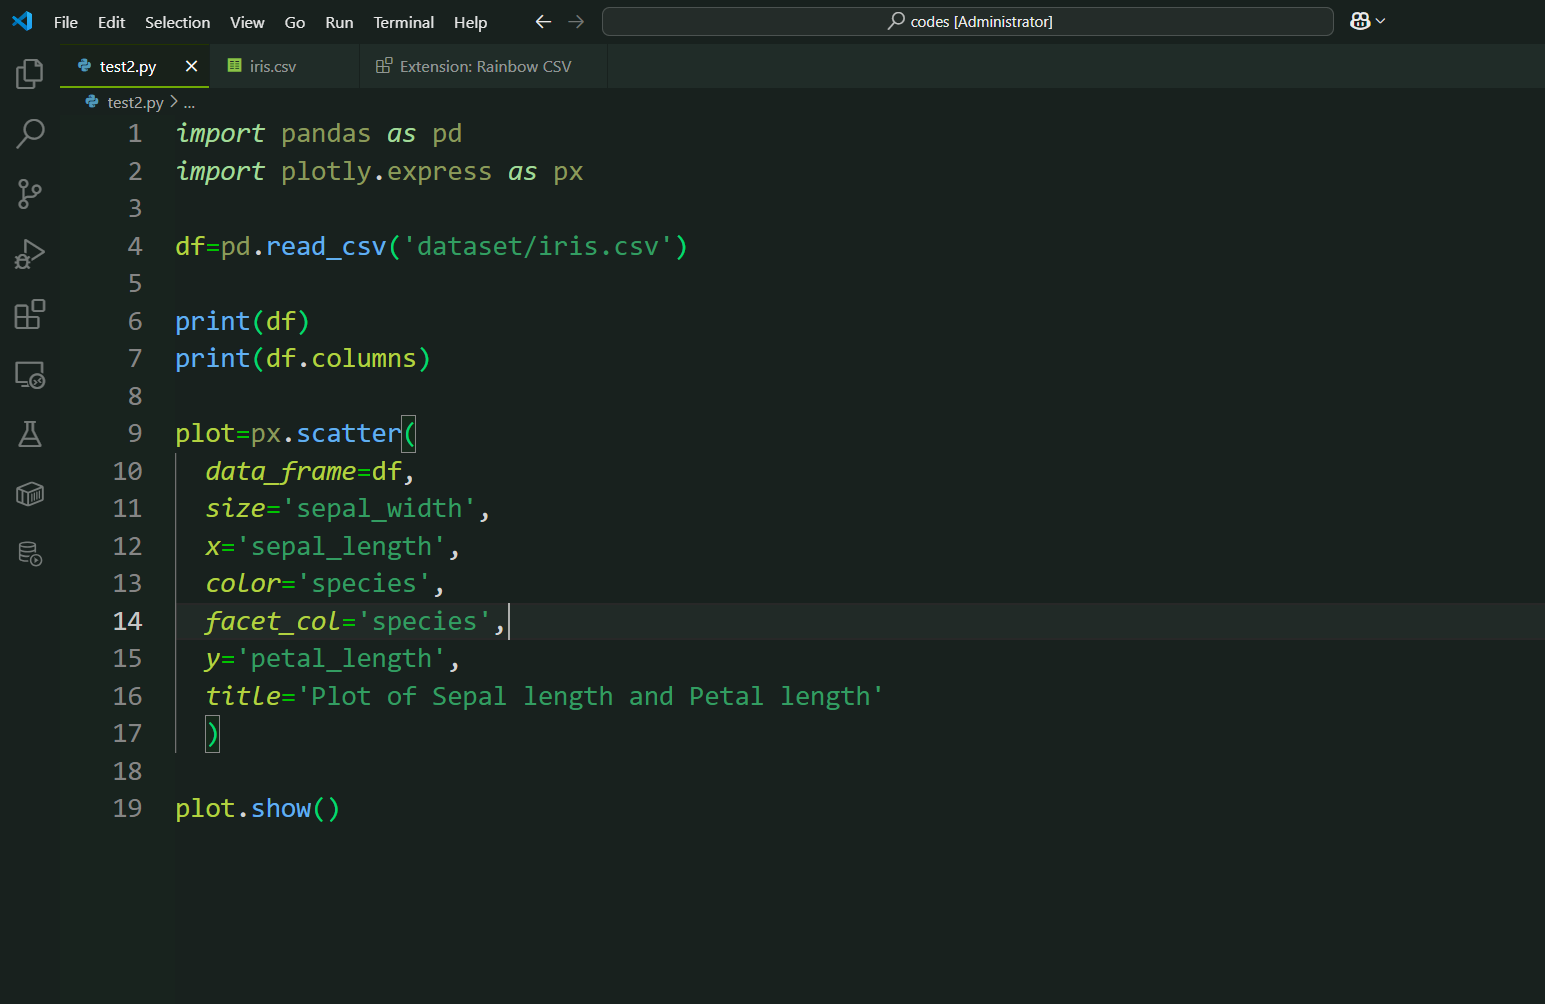 File Edit Selection View Go Run Terminal Help codes [Administrator]
test2.py iris.csv Extension: Rainbow CSV
test2.py > ...
1 import pandas as pd
2 import plotly.express as px
3
4 df=pd.read_csv('dataset/iris.csv')
5
6 print(df)
7 print(df.columns)
8
9 plot=px.scatter(
10 data_frame=df,
11 size='sepal_width',
12 x='sepal_length',
13 color='species',
14 facet_col='species',
15 y='petal_length',
16 title='Plot of Sepal length and Petal length'
17 )
18
19 plot.show()